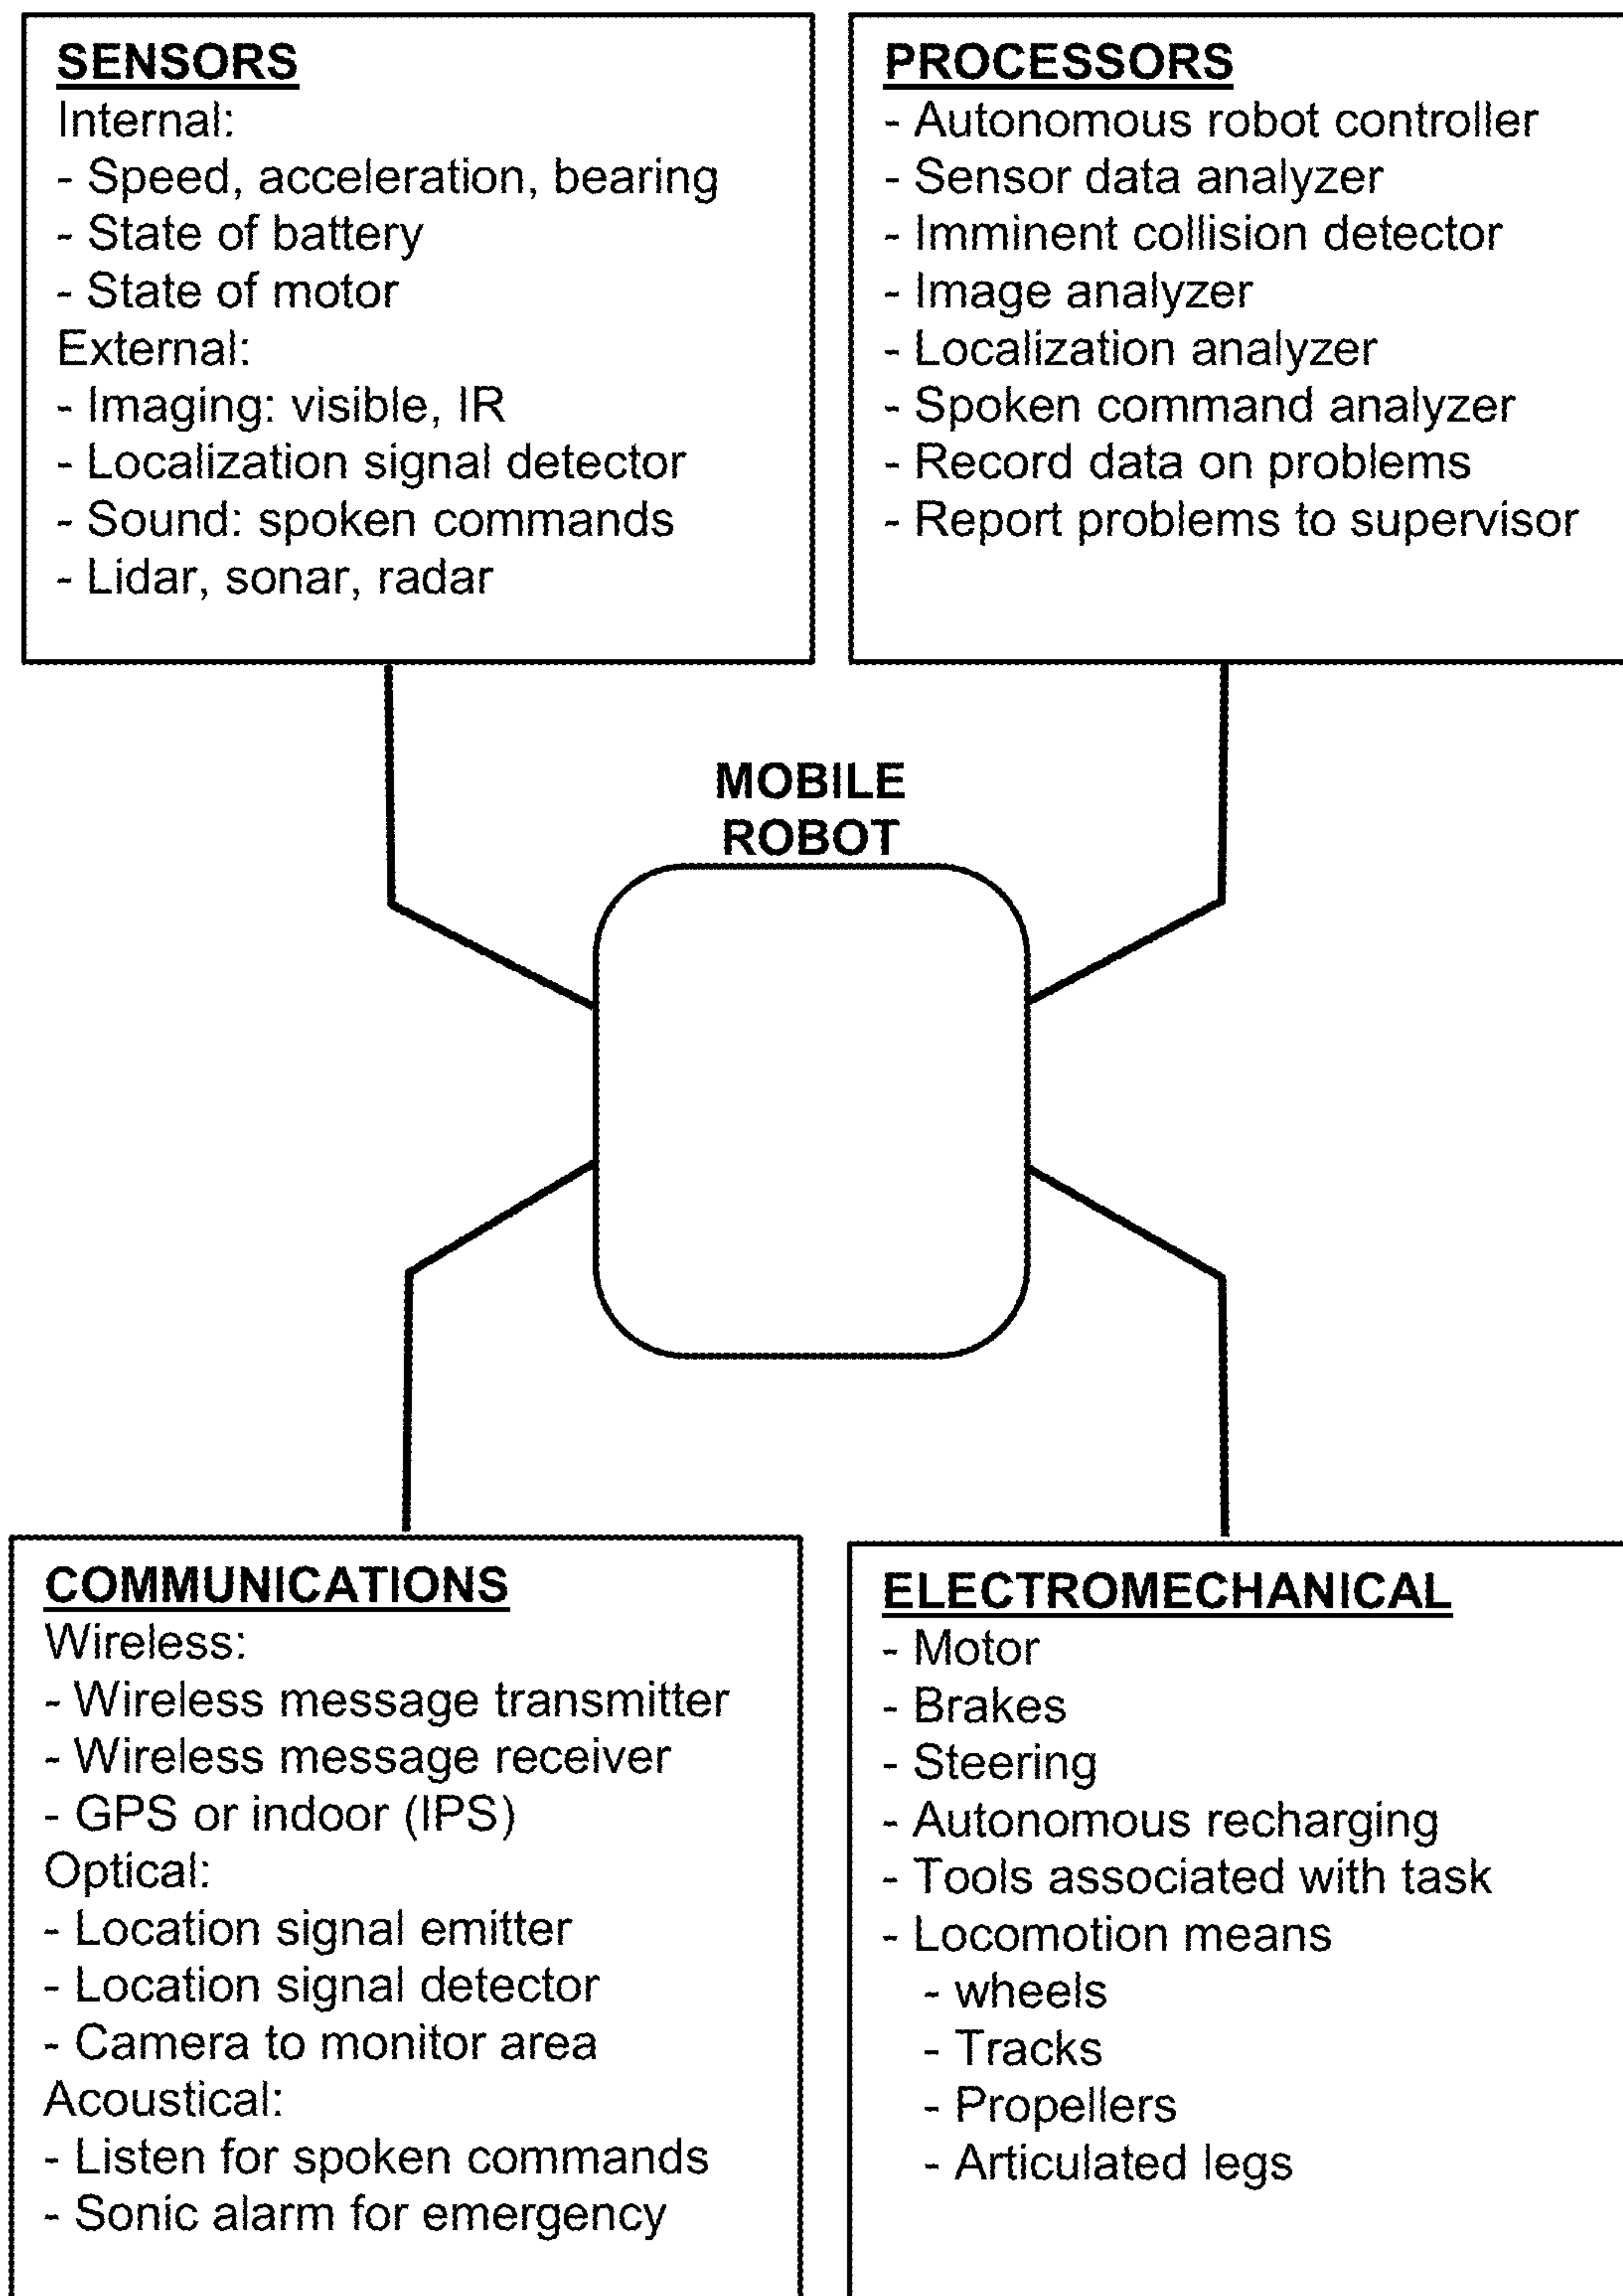 SENSORS
Internal:
- Speed, acceleration, bearing
- State of battery
- State of motor
External:
- Imaging: visible, IR
- Localization signal detector
- Sound: spoken commands
- Lidar, sonar, radar
PROCESSORS
- Autonomous robot controller
- Sensor data analyzer
- Imminent collision detector
- Image analyzer
- Localization analyzer
- Spoken command analyzer
- Record data on problems
- Report problems to supervisor
MOBILE
ROBOT
COMMUNICATIONS
Wireless:
- Wireless message transmitter
- Wireless message receiver
- GPS or indoor (IPS)
Optical:
- Location signal emitter
- Location signal detector
- Camera to monitor area
Acoustical:
- Listen for spoken commands
- Sonic alarm for emergency
ELECTROMECHANICAL
- Motor
- Brakes
- Steering
- Autonomous recharging
- Tools associated with task
- Locomotion means
- wheels
- Tracks
- Propellers
- Articulated legs